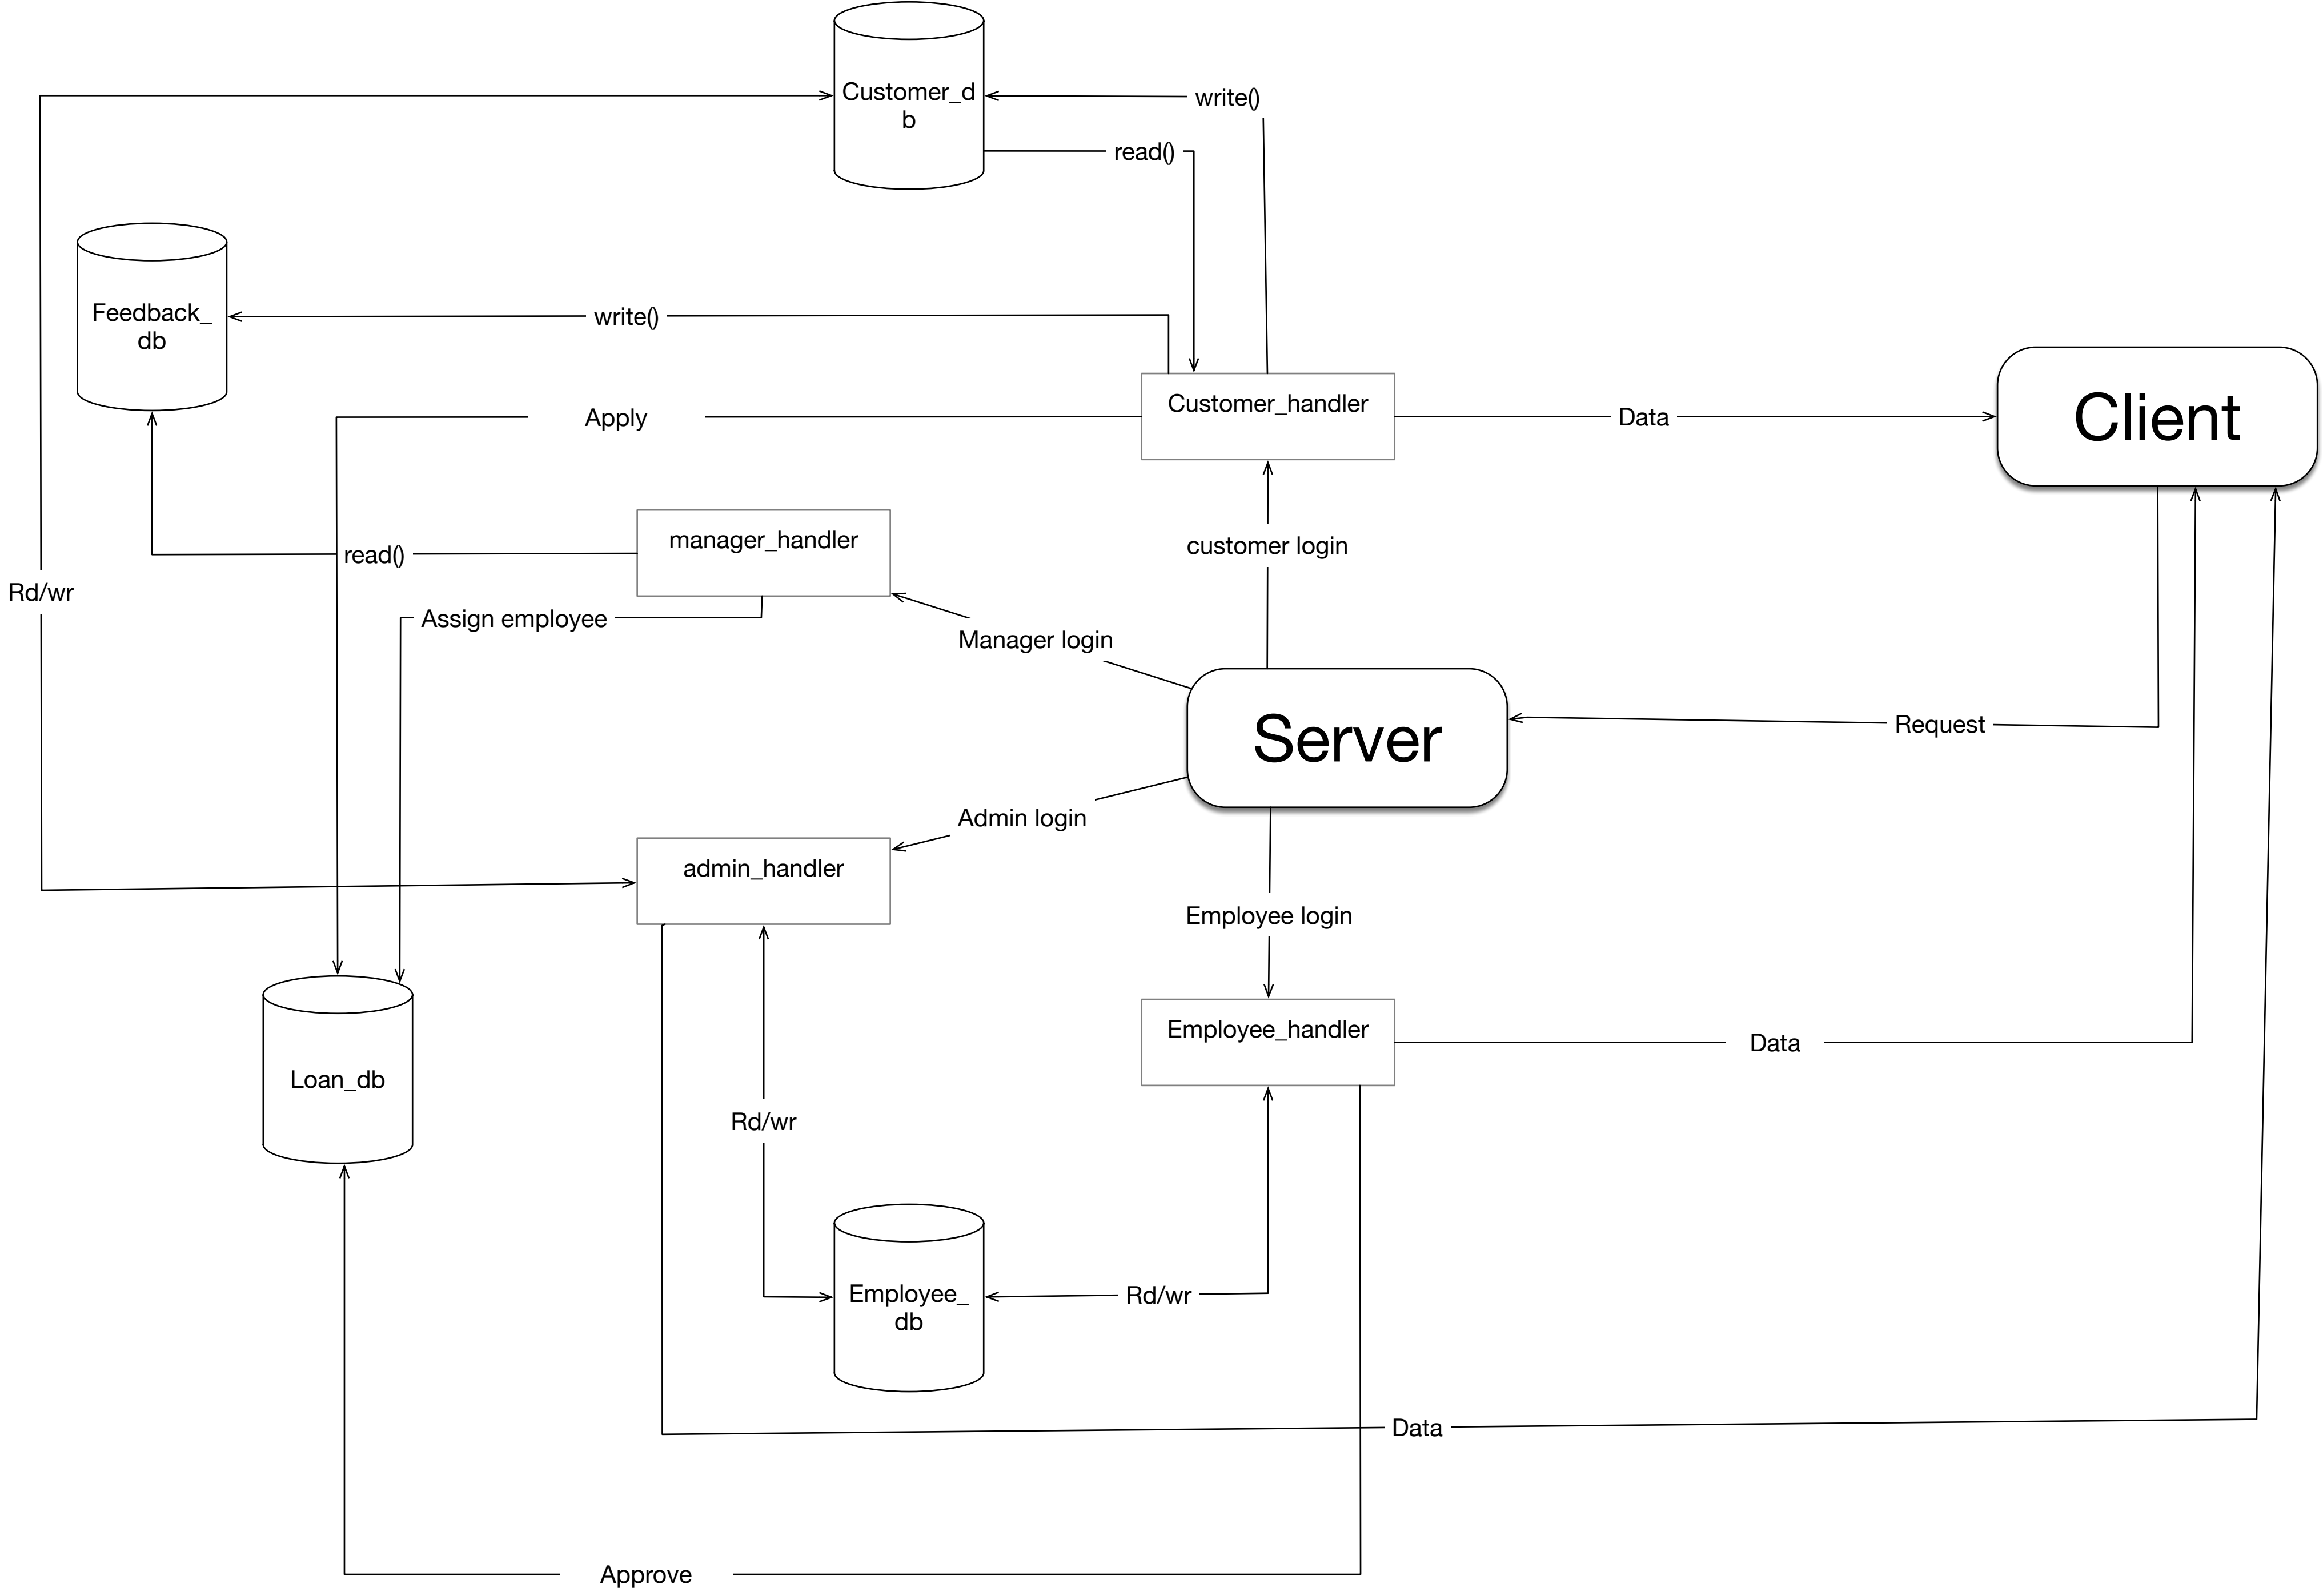 Customer_d
b
write()
read()
Feedback_
db
write()
Customer_handler
Apply
Data
Client
manager_handler
customer login
read()
Rd/wr
Assign employee
Manager login
Server
Request
Admin login
admin_handler
Employee login
Employee_handler
Data
Loan_db
Rd/wr
Employee_
db
Rd/wr
Data
Approve